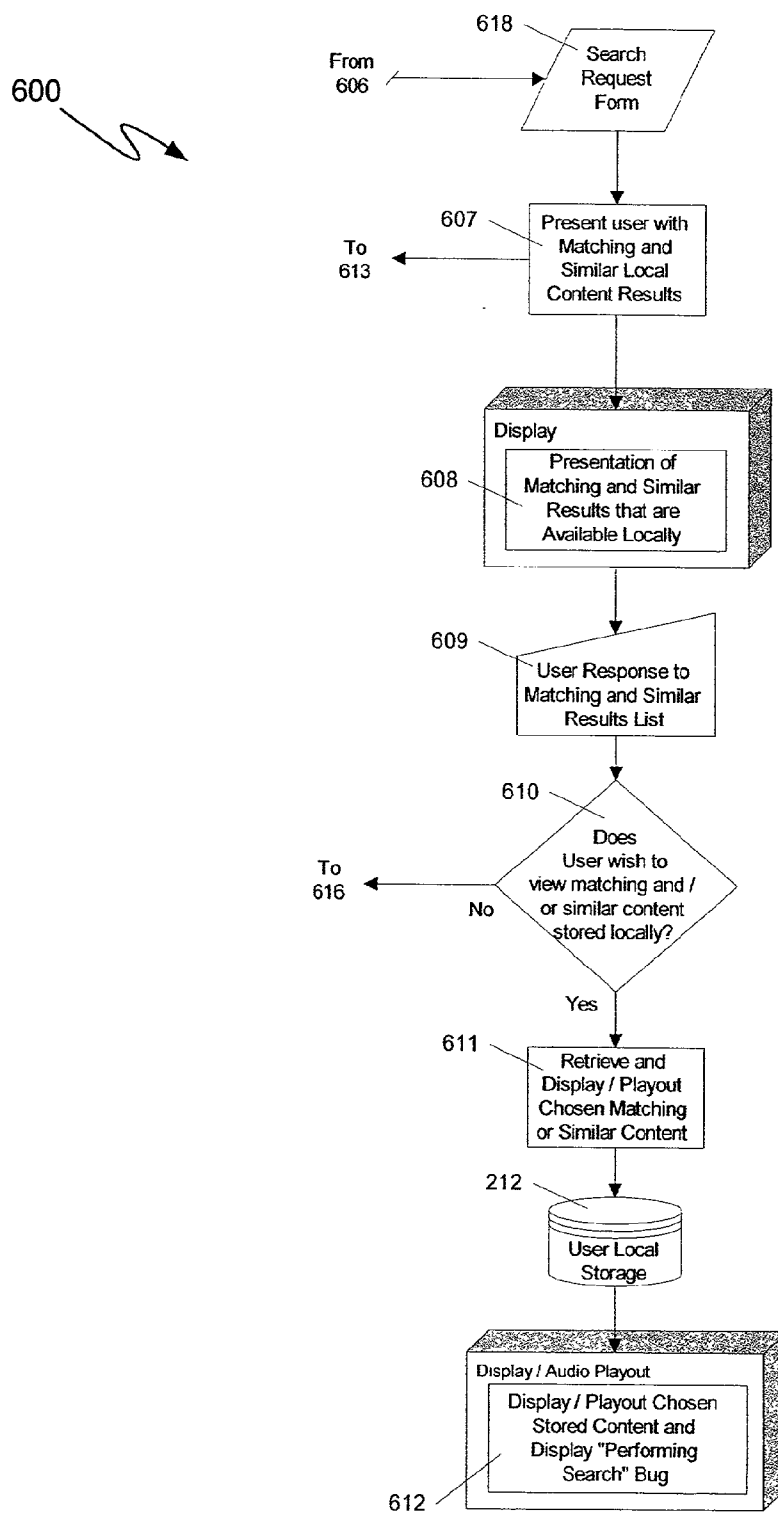 618
Search
Request
Form
From
606
600
607
Present user with
Matching and
Similar Local
Content Results
To
613
Display
608
Presentation of
Matching and Similar
Results that are
Available Locally
609
User Response to
Matching and Similar
Results List
610
Does
User wish to
view matching and /
or similar content
stored locally?
To
616
No
Yes
611
Retrieve and
Display / Playout
Chosen Matching
or Similar Content
212
User Local
Storage
Display / Audio Playout
Display / Playout Chosen
Stored Content and
Display "Performing
Search" Bug
612